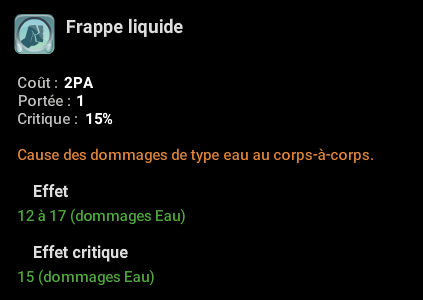 Frappe liquide
Coût : 2PA
Portée : 1
Critique : 15%
Cause des dommages de type eau au corps-à-corps.
Effet
12 à 17 (dommages Eau)
Effet critique
15 (dommages Eau)